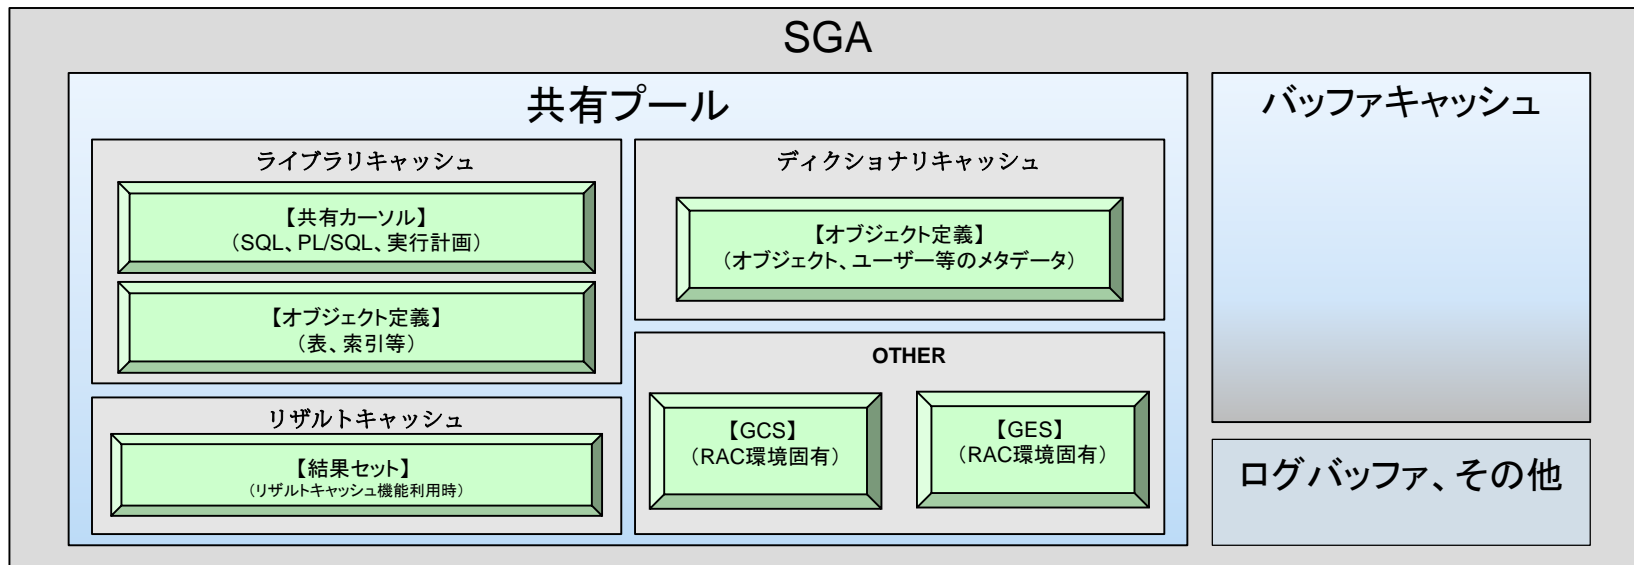 SGA
共有プール
ライブラリキャッシュ
【共有カーソル】
（SQL、PL/SQL、実行計画）
【オブジェクト定義】
（表、索引等）
リザルトキャッシュ
【結果セット】
（リザルトキャッシュ機能利用時）
ディクショナリキャッシュ
【オブジェクト定義】
（オブジェクト、ユーザー等のメタデータ）
OTHER
【GCS】
（RAC環境固有）
【GES】
（RAC環境固有）
バッファキャッシュ
ログバッファ、その他